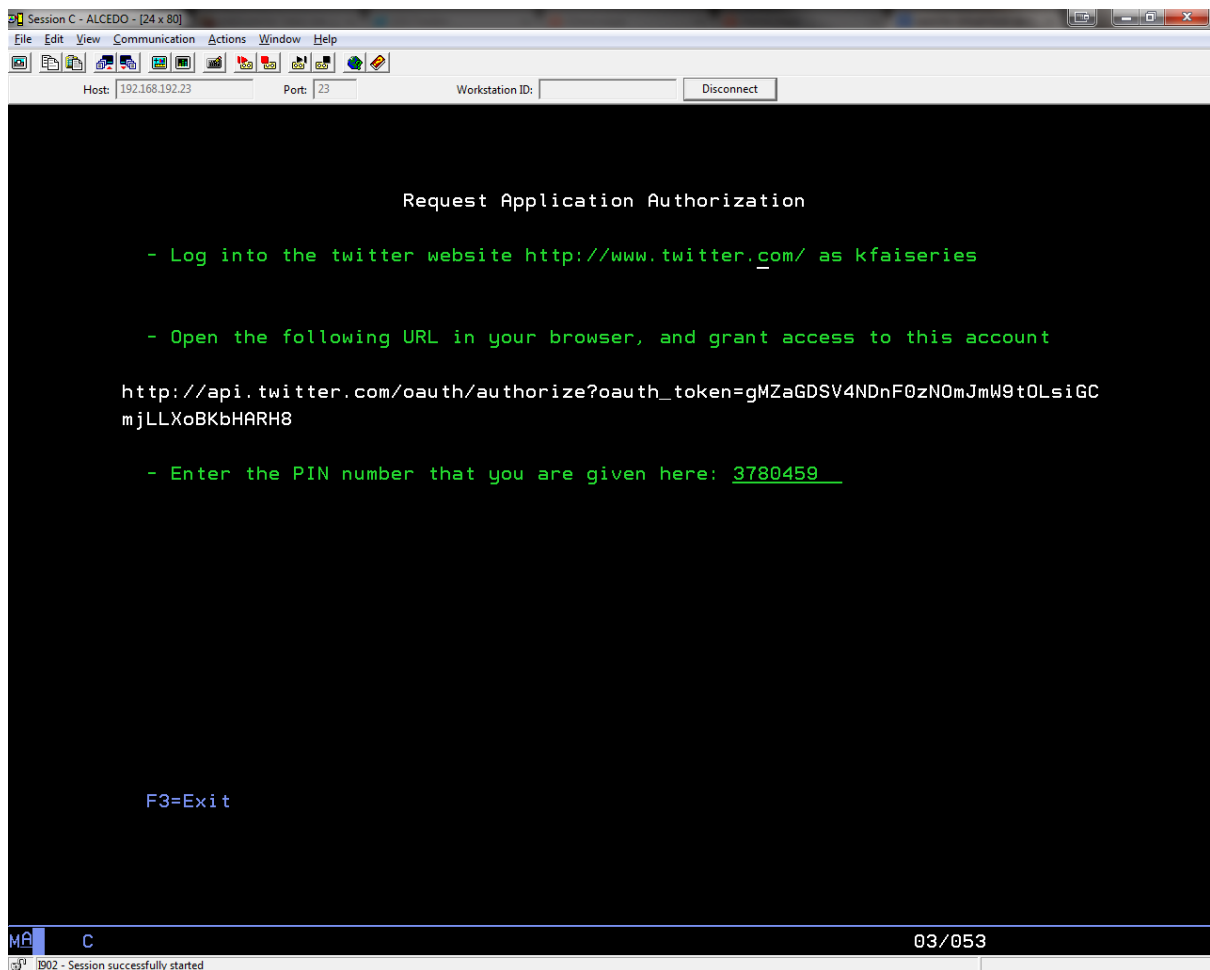 Session C - ALCEDO - [24 x 80]
File Edit View Communication Actions Window Help
Host: 192.168.192.23 Port: 23 Workstation ID: Disconnect
Request Application Authorization
- Log into the twitter website http://www.twitter.com/ as kfaiseries
- Open the following URL in your browser, and grant access to this account
http://api.twitter.com/oauth/authorize?oauth_token=gMZaGDSV4NDnF0zNOmJmW9tOLsiGC
mjLLXoBKbHARH8
- Enter the PIN number that you are given here: 3780459
F3=Exit
MA C 03/053
I902 - Session successfully started